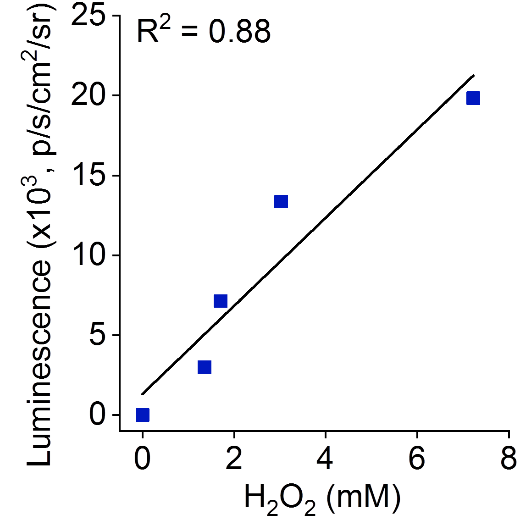 R² = 0.88
Luminescence (x10³, p/s/cm²/sr)
25
20
15
10
5
0
0 2 4 6 8
H₂O₂ (mM)